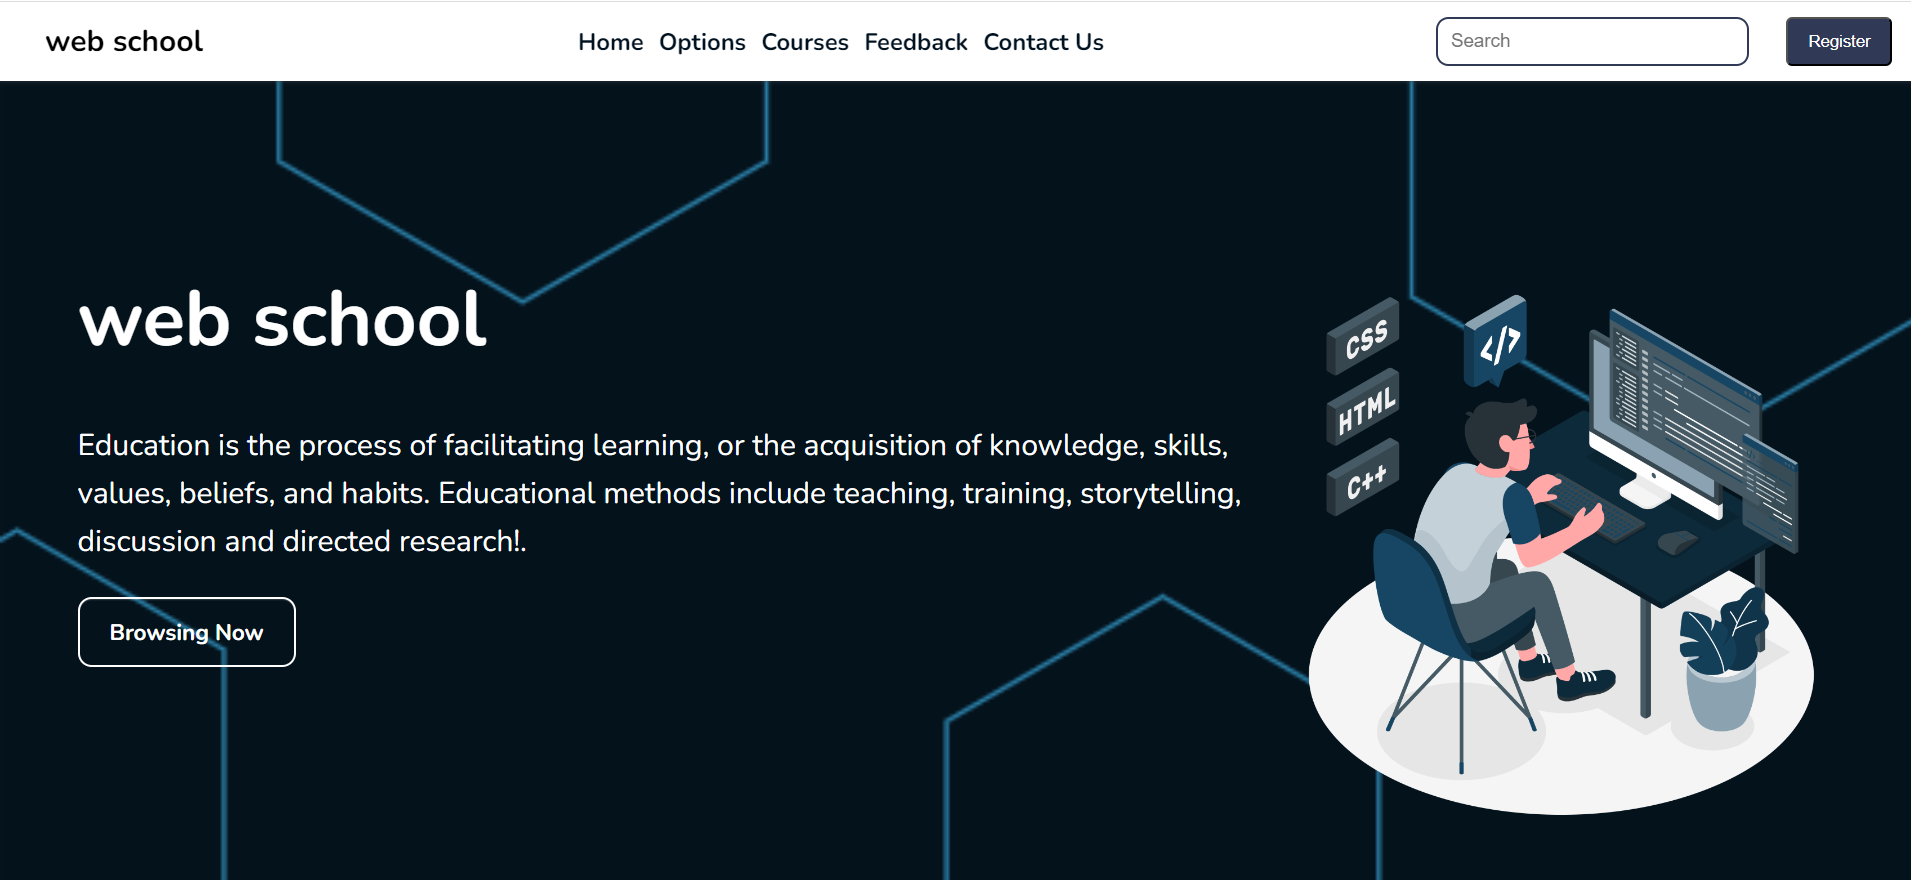 web school
Home Options Courses Feedback Contact Us
Search
Register
web school
Education is the process of facilitating learning, or the acquisition of knowledge, skills,
values, beliefs, and habits. Educational methods include teaching, training, storytelling,
discussion and directed research!.
Browsing Now
CSS
</>
HTML
C++